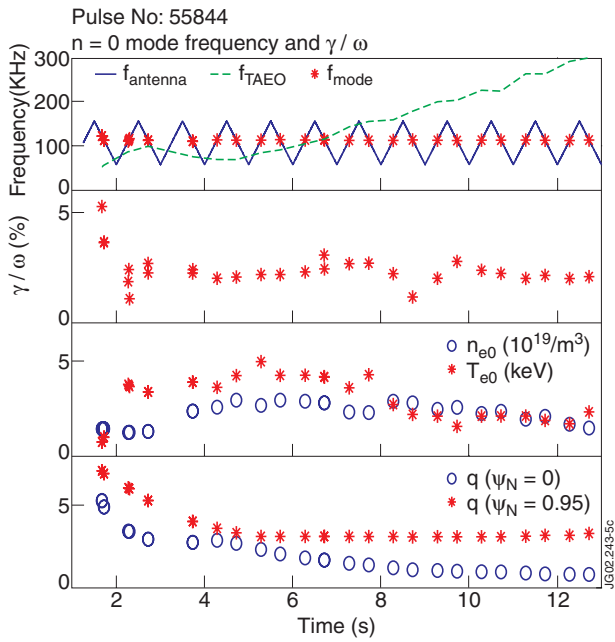 Pulse No: 55844
n = 0 mode frequency and γ / ω
f_antenna f_TAEO f_mode
Frequency(KHz)
300
200
100
0
γ / ω (%)
5
0
n_e0 (10^19/m^3)
T_e0 (keV)
5
0
q (ψ_N = 0)
q (ψ_N = 0.95)
5
0
2 4 6 8 10 12
Time (s)
JG02.243-5c